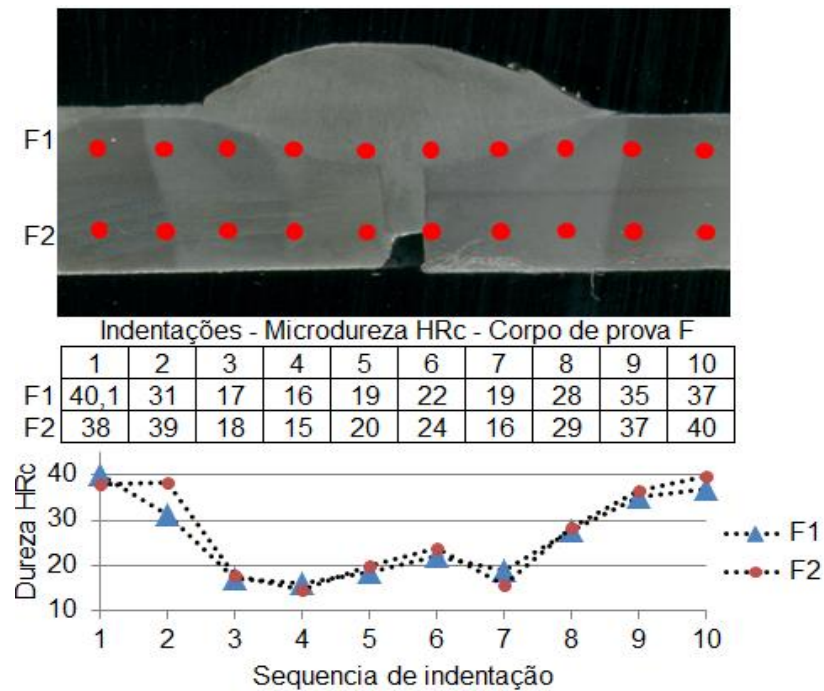 F1
F2
Indentações - Microdureza HRc - Corpo de prova F
1 2 3 4 5 6 7 8 9 10
F1 40,1 31 17 16 19 22 19 28 35 37
F2 38 39 18 15 20 24 16 29 37 40
Dureza HRc
40
30
20
10
1 2 3 4 5 6 7 8 9 10
Sequencia de indentação
F1
F2